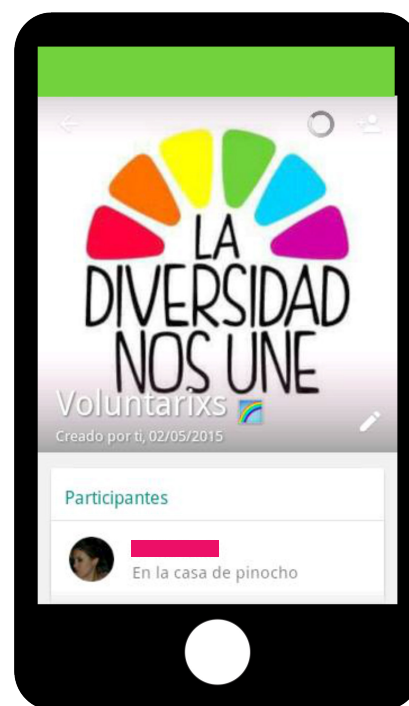 LA
DIVERSIDAD
NOS UNE
Voluntarixs
Creado por ti, 02/05/2015
Participantes
En la casa de pinocho